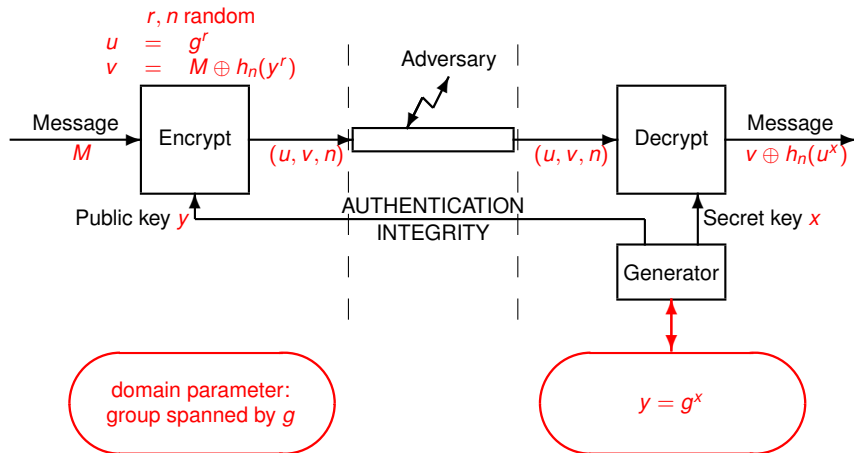 r, n random
u = g^r
v = M ⊕ h_n(y^r)
Adversary
Message
M
Encrypt
(u, v, n)
(u, v, n)
Decrypt
Message
v ⊕ h_n(u^x)
Public key y
AUTHENTICATION
INTEGRITY
Secret key x
Generator
domain parameter:
group spanned by g
y = g^x